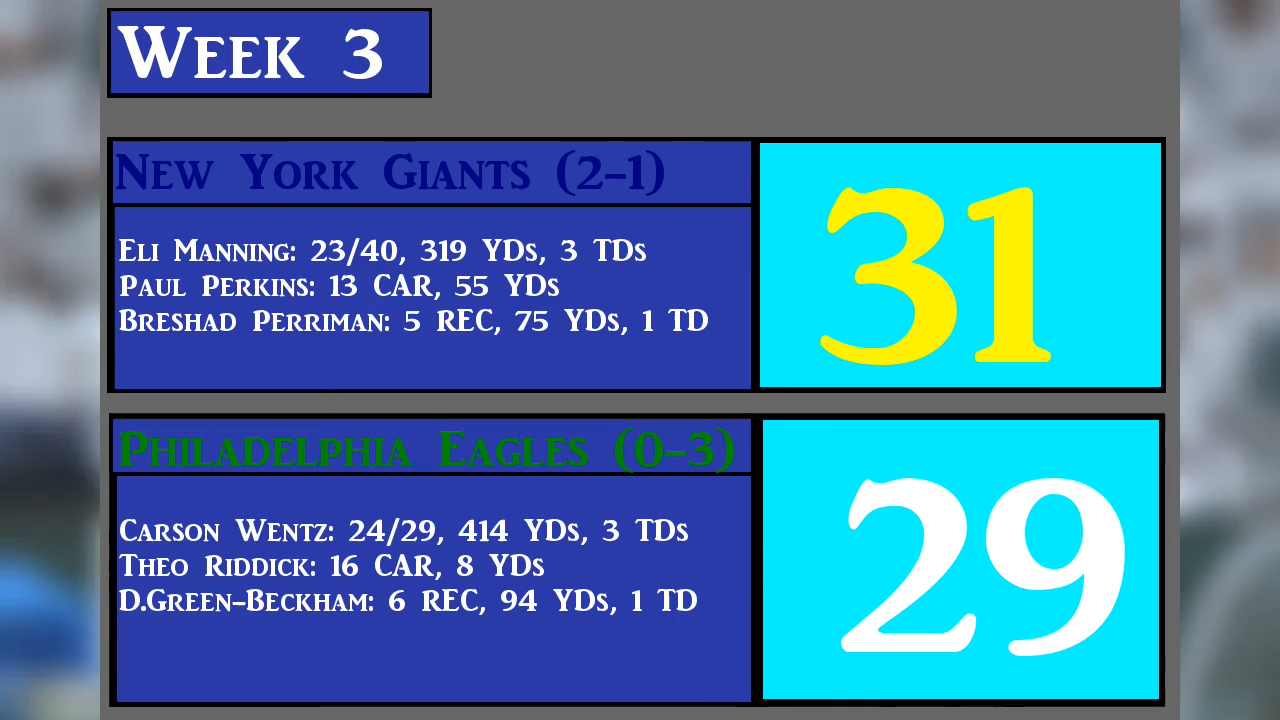 Week 3
New York Giants (2-1)
31
Eli Manning: 23/40, 319 YDs, 3 TDs
Paul Perkins: 13 CAR, 55 YDs
Breshad Perriman: 5 REC, 75 YDs, 1 TD
Philadelphia Eagles (0-3)
29
Carson Wentz: 24/29, 414 YDs, 3 TDs
Theo Riddick: 16 CAR, 8 YDs
D.Green-Beckham: 6 REC, 94 YDs, 1 TD